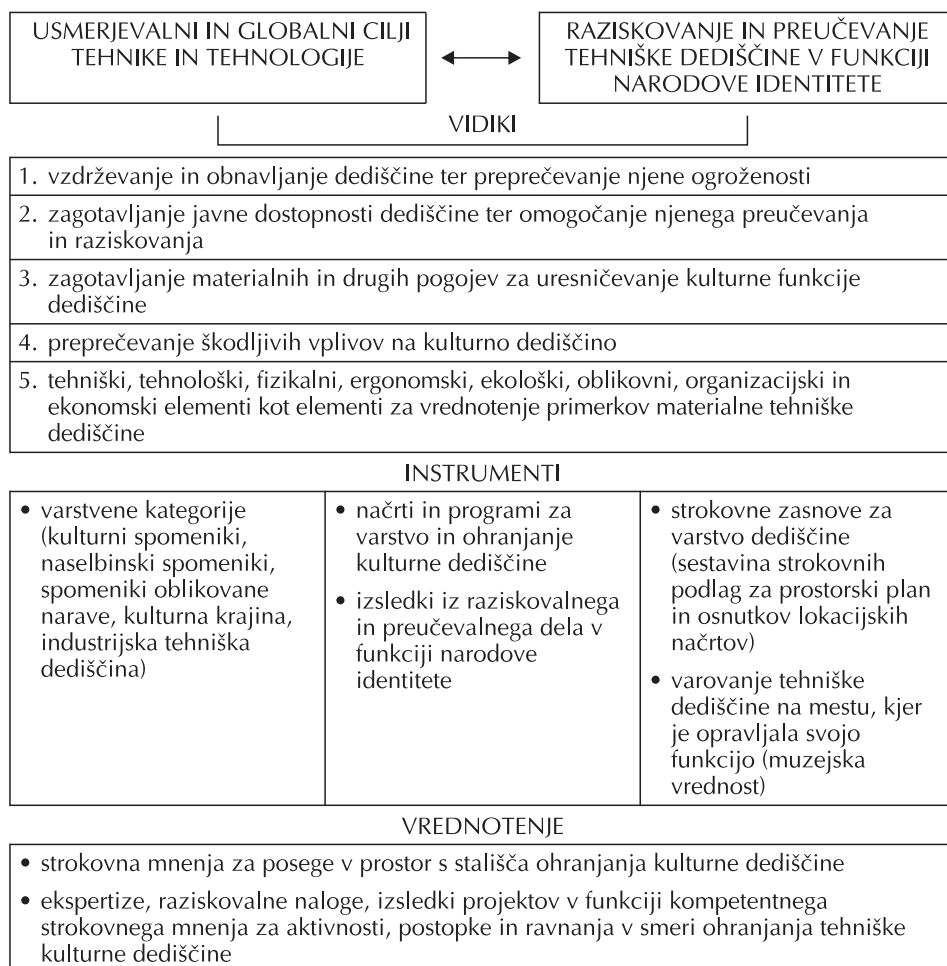 USMERJEVALNI IN GLOBALNI CILJI
TEHNIKE IN TEHNOLOGIJE
RAZISKOVANJE IN PREUČEVANJE
TEHNIŠKE DEDIŠČINE V FUNKCIJI
NARODOVE IDENTITETE
VIDIKI
1. vzdrževanje in obnavljanje dediščine ter preprečevanje njene ogroženosti
2. zagotavljanje javne dostopnosti dediščine ter omogočanje njenega preučevanja
in raziskovanja
3. zagotavljanje materialnih in drugih pogojev za uresničevanje kulturne funkcije
dediščine
4. preprečevanje škodljivih vplivov na kulturno dediščino
5. tehniški, tehnološki, fizikalni, ergonomski, ekološki, oblikovni, organizacijski in
ekonomski elementi kot elementi za vrednotenje primerkov materialne tehniške
dediščine
INSTRUMENTI
• varstvene kategorije
(kulturni spomeniki,
naselbinski spomeniki,
spomeniki oblikovane
narave, kulturna krajina,
industrijska tehniška
dediščina)
• načrti in programi za
varstvo in ohranjanje
kulturne dediščine
• izsledki iz raziskovalnega
in preučevalnega dela v
funkciji narodove
identitete
• strokovne zasnove za
varstvo dediščine
(sestavina strokovnih
podlag za prostorski plan
in osnutkov lokacijskih
načrtov)
• varovanje tehniške
dediščine na mestu, kjer
je opravljala svojo
funkcijo (muzejska
vrednost)
VREDNOTENJE
• strokovna mnenja za posege v prostor s stališča ohranjanja kulturne dediščine
• ekspertize, raziskovalne naloge, izsledki projektov v funkciji kompetentnega
strokovnega mnenja za aktivnosti, postopke in ravnanja v smeri ohranjanja tehniške
kulturne dediščine